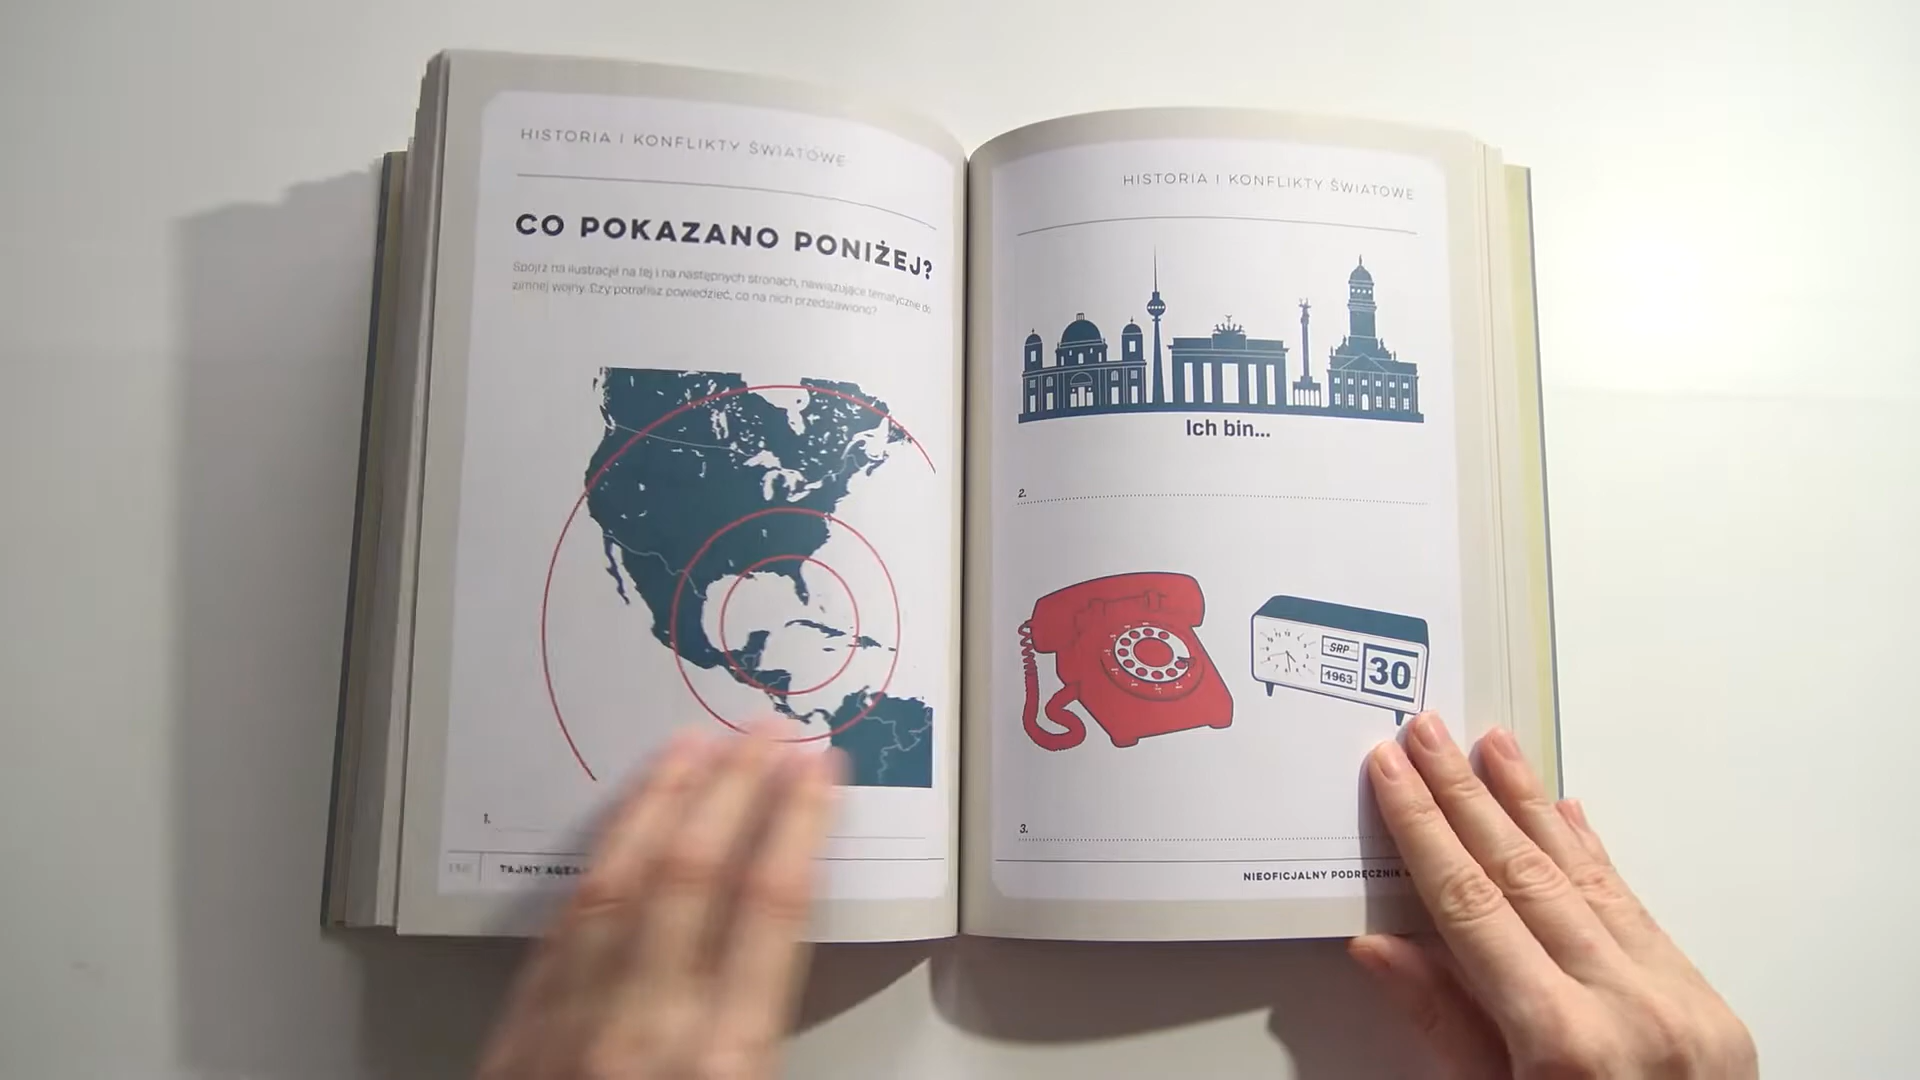 HISTORIA I KONFLIKTY ŚWIATOWE
CO POKAZANO PONIŻEJ?
Spójrz na ilustracje na tej i na następnych stronach, nawiązujące tematycznie do
zimnej wojny. Czy potrafisz powiedzieć, co na nich przedstawiono?
1.
TAJNY
HISTORIA I KONFLIKTY ŚWIATOWE
Ich bin...
2.
SRP
1963
30
3.
NIEOFICJALNY PODRĘCZNIK